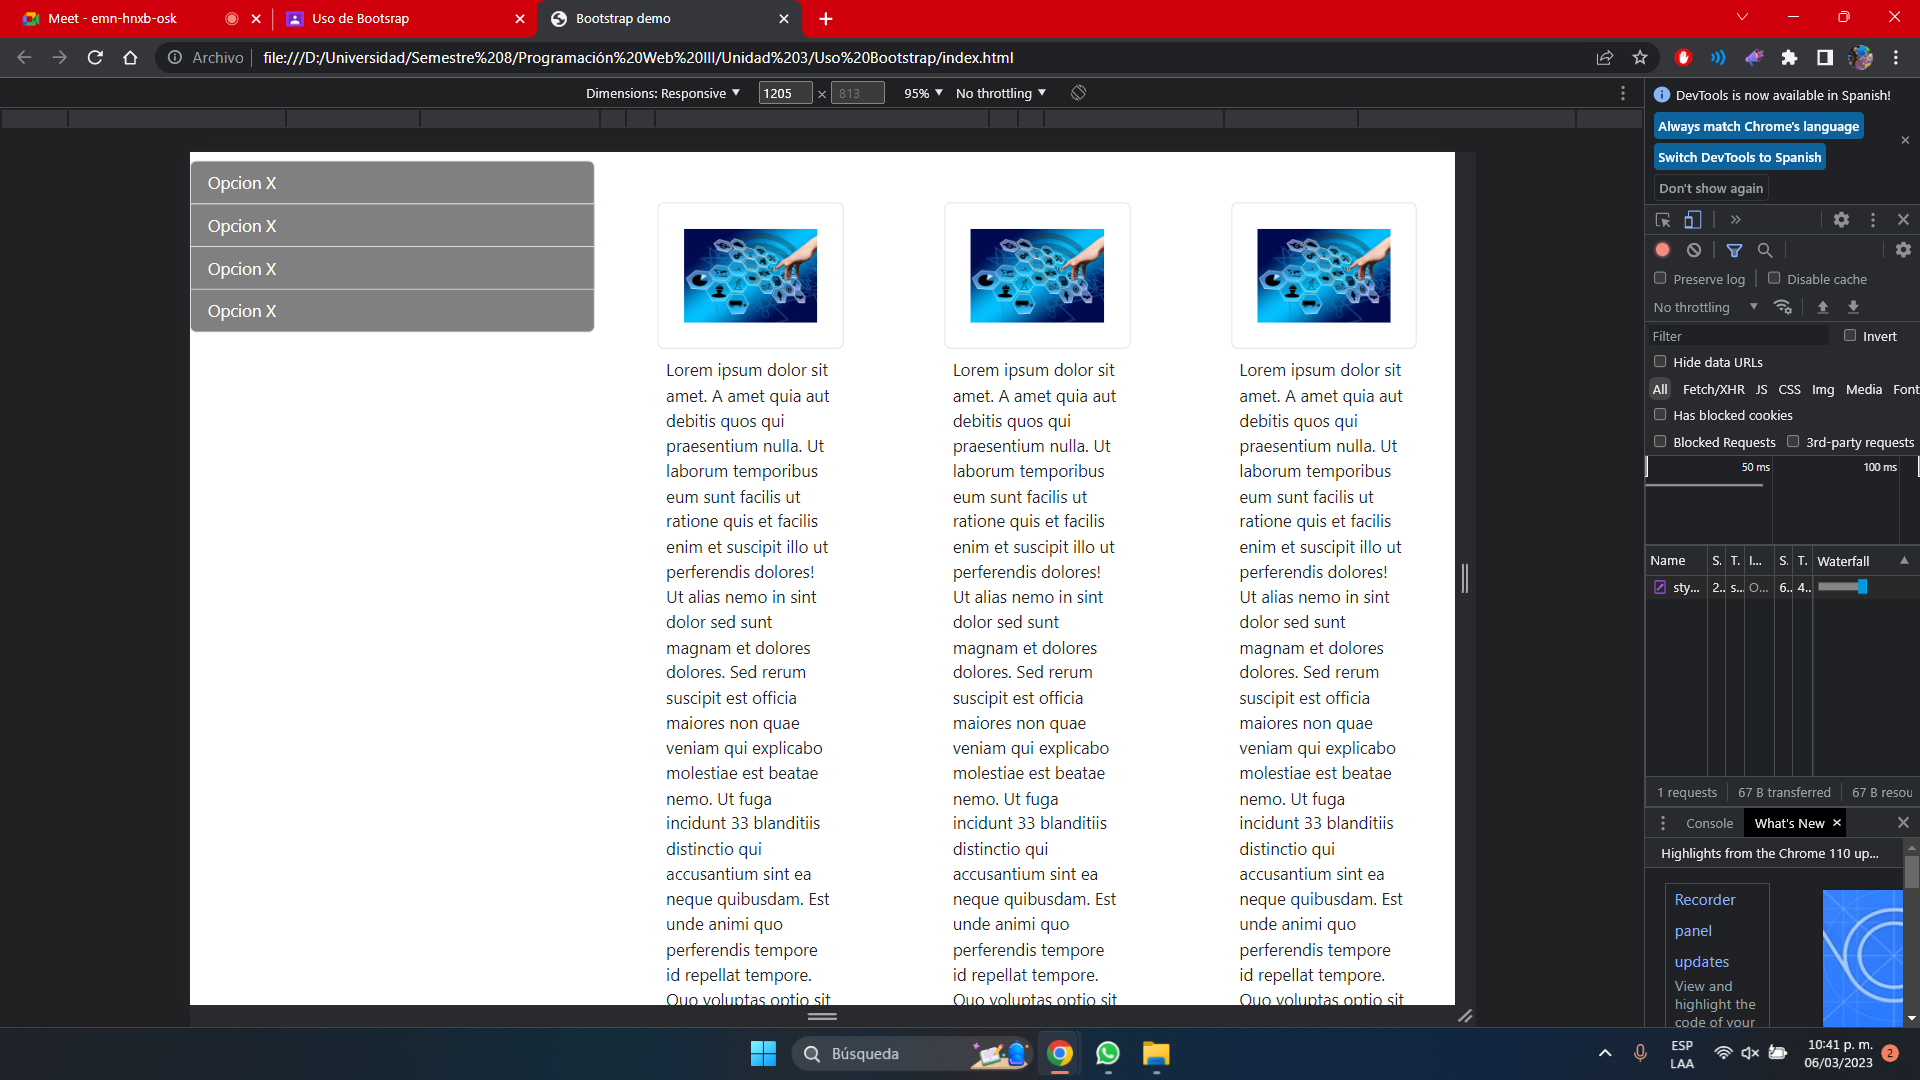 Meet - emn-hnxb-osk
Uso de Bootsrap
Bootstrap demo
Archivo
file:///D:/Universidad/Semestre%208/Programación%20Web%20III/Unidad%203/Uso%20Bootstrap/index.html
Dimensions: Responsive
1205 × 813
95%
No throttling
Opcion X
Opcion X
Opcion X
Opcion X
Lorem ipsum dolor sit
amet. A amet quia aut
debitis quos qui
praesentium nulla. Ut
laborum temporibus
eum sunt facilis ut
ratione quis et facilis
enim et suscipit illo ut
perferendis dolores!
Ut alias nemo in sint
dolor sed sunt
magnam et dolores
dolores. Sed rerum
suscipit est officia
maiores non quae
veniam qui explicabo
molestiae est beatae
nemo. Ut fuga
incidunt 33 blanditiis
distinctio qui
accusantium sint ea
neque quibusdam. Est
unde animi quo
perferendis tempore
id repellat tempore.
Quo voluptas optio sit
Lorem ipsum dolor sit
amet. A amet quia aut
debitis quos qui
praesentium nulla. Ut
laborum temporibus
eum sunt facilis ut
ratione quis et facilis
enim et suscipit illo ut
perferendis dolores!
Ut alias nemo in sint
dolor sed sunt
magnam et dolores
dolores. Sed rerum
suscipit est officia
maiores non quae
veniam qui explicabo
molestiae est beatae
nemo. Ut fuga
incidunt 33 blanditiis
distinctio qui
accusantium sint ea
neque quibusdam. Est
unde animi quo
perferendis tempore
id repellat tempore.
Quo voluptas optio sit
Lorem ipsum dolor sit
amet. A amet quia aut
debitis quos qui
praesentium nulla. Ut
laborum temporibus
eum sunt facilis ut
ratione quis et facilis
enim et suscipit illo ut
perferendis dolores!
Ut alias nemo in sint
dolor sed sunt
magnam et dolores
dolores. Sed rerum
suscipit est officia
maiores non quae
veniam qui explicabo
molestiae est beatae
nemo. Ut fuga
incidunt 33 blanditiis
distinctio qui
accusantium sint ea
neque quibusdam. Est
unde animi quo
perferendis tempore
id repellat tempore.
Quo voluptas optio sit
DevTools is now available in Spanish!
Always match Chrome's language
Switch DevTools to Spanish
Don't show again
Preserve log
Disable cache
No throttling
Filter
Invert
Hide data URLs
All Fetch/XHR JS CSS Img Media Font
Has blocked cookies
Blocked Requests
3rd-party requests
50 ms
100 ms
Name S. T. I... S. T. Waterfall
sty... 2.. s... O... 6.. 4..
1 requests
67 B transferred
67 B resou
Console
What's New
Highlights from the Chrome 110 up...
Recorder
panel
updates
View and
highlight the
code of your
Búsqueda
ESP
LAA
10:41 p. m.
06/03/2023
2